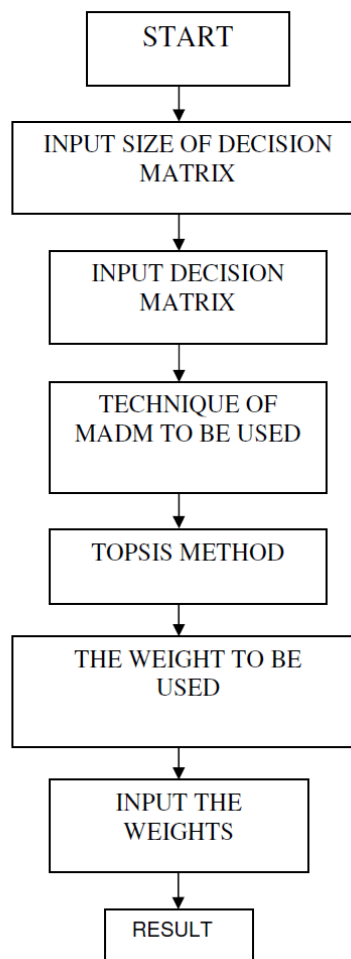 START
INPUT SIZE OF DECISION
MATRIX
INPUT DECISION
MATRIX
TECHNIQUE OF
MADM TO BE USED
TOPSIS METHOD
THE WEIGHT TO BE
USED
INPUT THE
WEIGHTS
RESULT